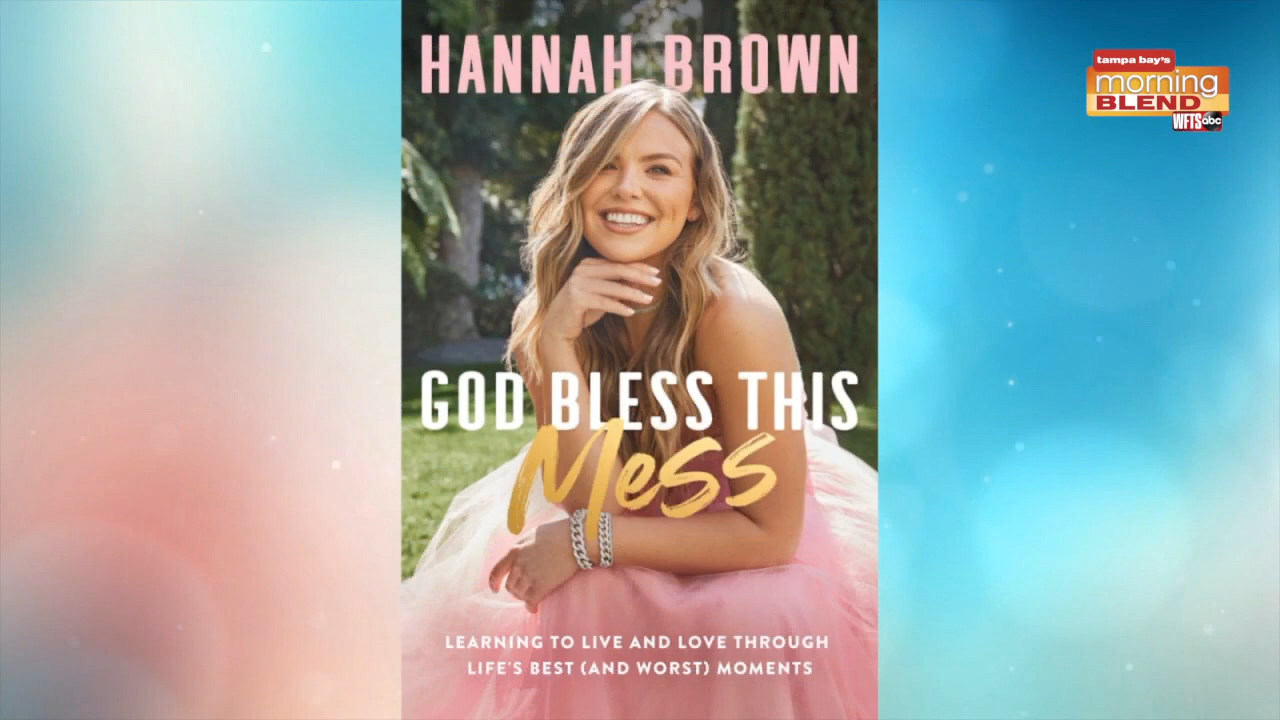 HANNAH BROWN
tampa bay's
morning
BLEND
WFTS abc
GOD BLESS THIS
Mess
LEARNING TO LIVE AND LOVE THROUGH
LIFE'S BEST (AND WORST) MOMENTS